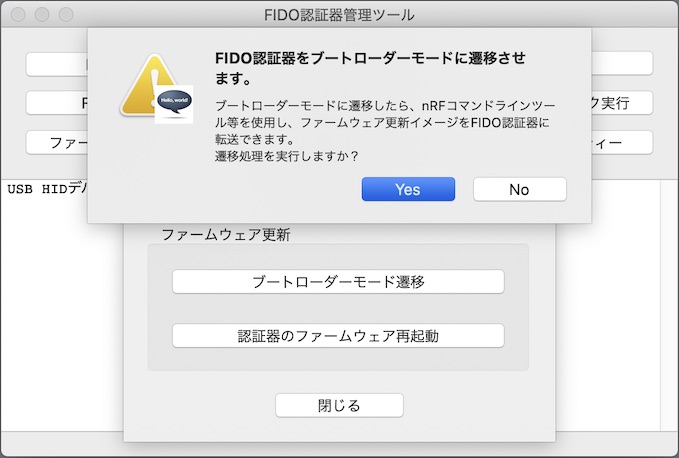 FIDO認証器管理ツール
FIDO認証器をブートローダーモードに遷移させ
ます。
Hello, world!
ブートローダーモードに遷移したら、nRFコマンドラインツー
ル等を使用し、ファームウェア更新イメージをFIDO認証器に
転送できます。
遷移処理を実行しますか？
Yes
No
ク実行
ファー
ィー
USB HIDデ
ファームウェア更新
ブートローダーモード遷移
認証器のファームウェア再起動
閉じる